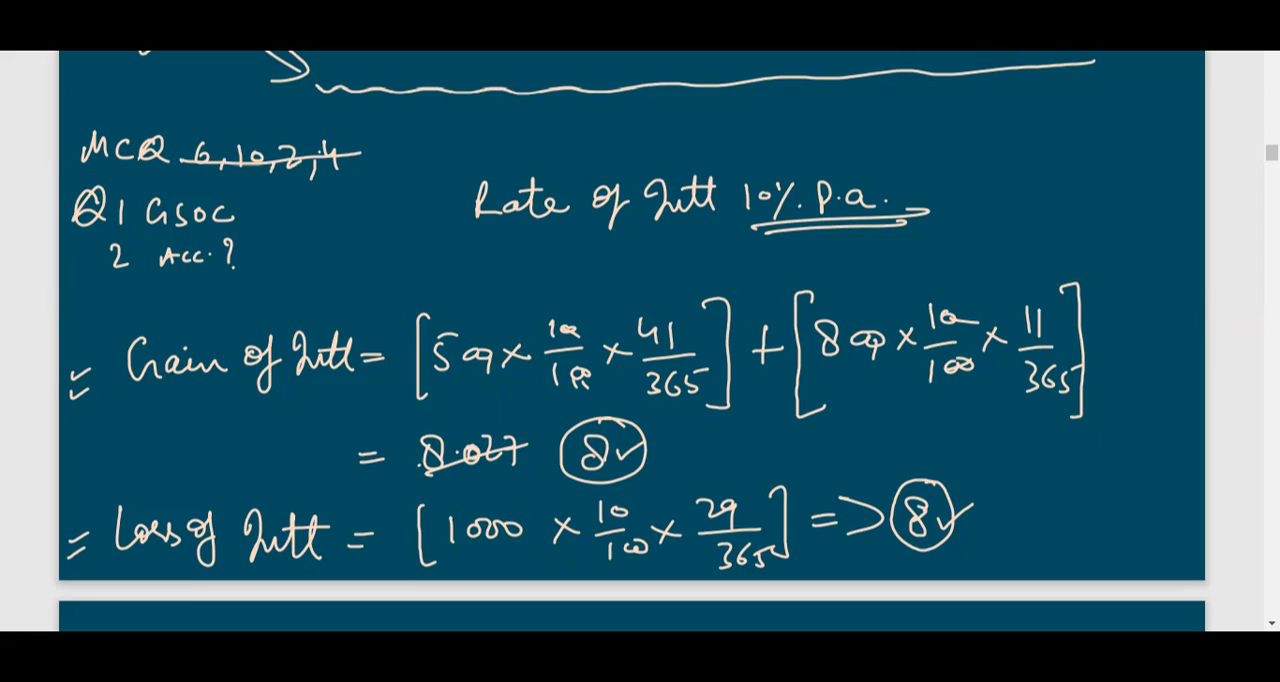 MCQ 6, 10, 2, 4
Q1 GSOC
2 Acc. ?
Rate of Intt 10% P.a.
Gain of Intt = [500 × 10/100 × 41/365] + [800 × 10/100 × 11/365]
= 8.027 8✓
= Loss of Intt = [1000 × 10/100 × 29/365] => 8✓